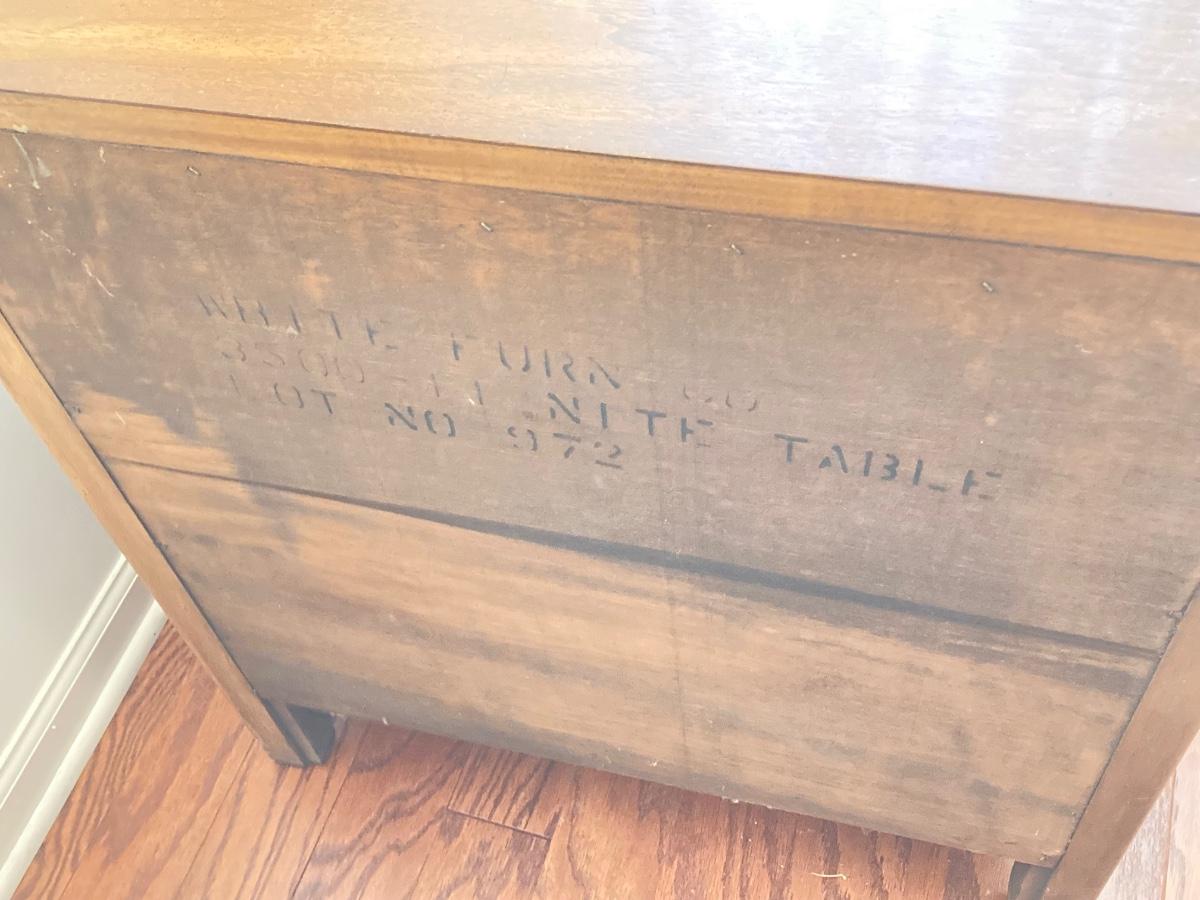 WHITE FURN CO
3500-11 NITE TABLE
LOT NO 972